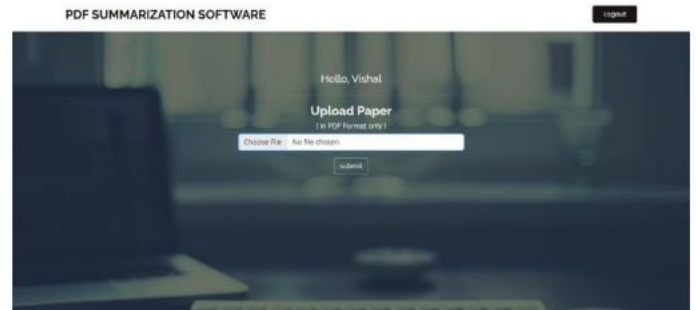 PDF SUMMARIZATION SOFTWARE
Logout
Hello, Vishal
Upload Paper
( in PDF Format only )
Choose File No file chosen
submit